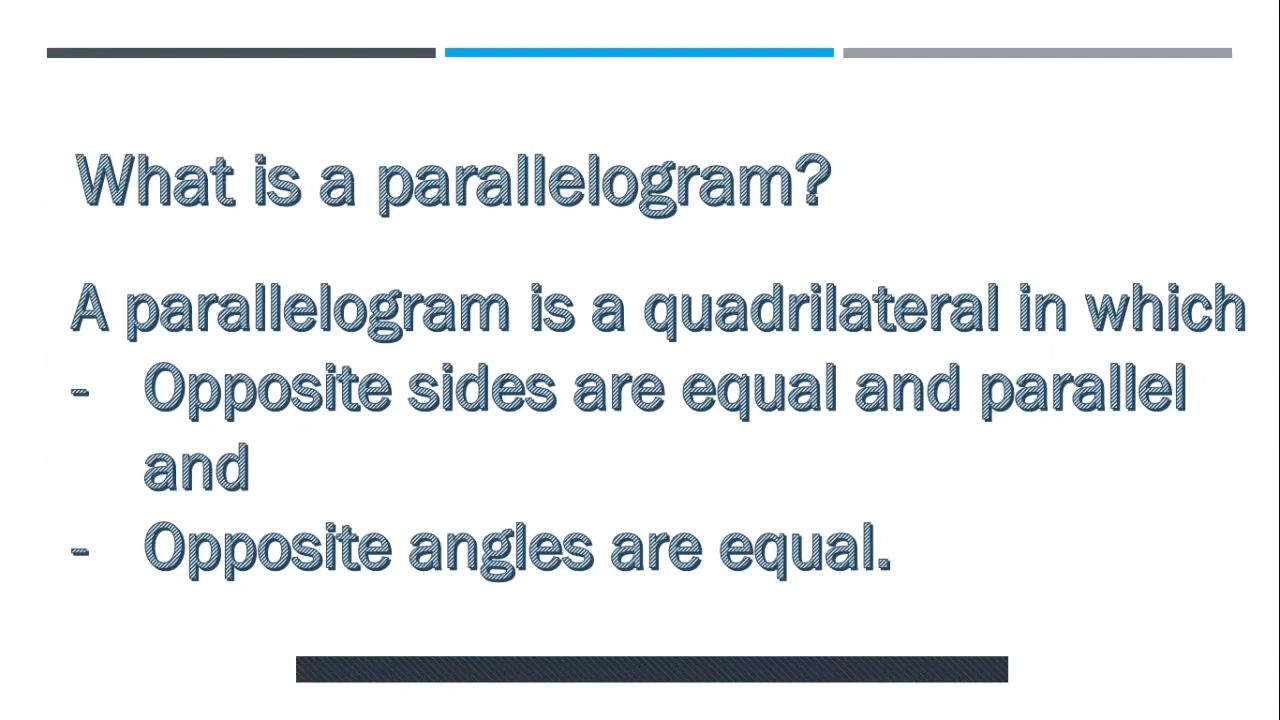 What is a parallelogram?
A parallelogram is a quadrilateral in which
- Opposite sides are equal and parallel
and
- Opposite angles are equal.